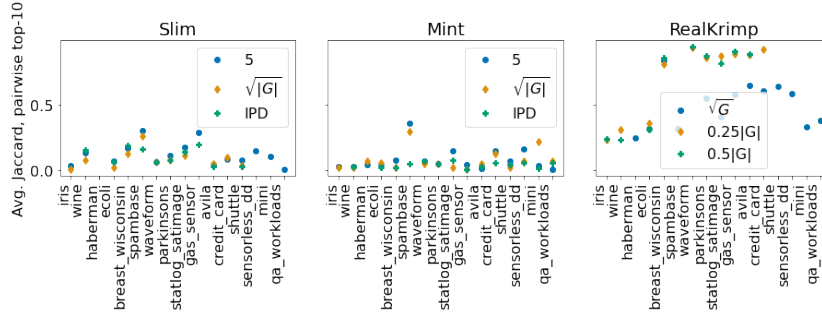 Slim
Mint
RealKrimp
Avg. Jaccard, pairwise top-10
0.5
0.0
5
√|G|
IPD
5
√|G|
IPD
√G
0.25|G|
0.5|G|
iris
wine
haberman
ecoli
breast_wisconsin
spambase
waveform
parkinsons
statlog_satimage
gas_sensor
avila
credit_card
shuttle
sensorless_dd
mini
qa_workloads
iris
wine
haberman
ecoli
breast_wisconsin
spambase
waveform
parkinsons
statlog_satimage
gas_sensor
avila
credit_card
shuttle
sensorless_dd
mini
qa_workloads
iris
wine
haberman
ecoli
breast_wisconsin
spambase
waveform
parkinsons
statlog_satimage
gas_sensor
avila
credit_card
shuttle
sensorless_dd
mini
qa_workloads